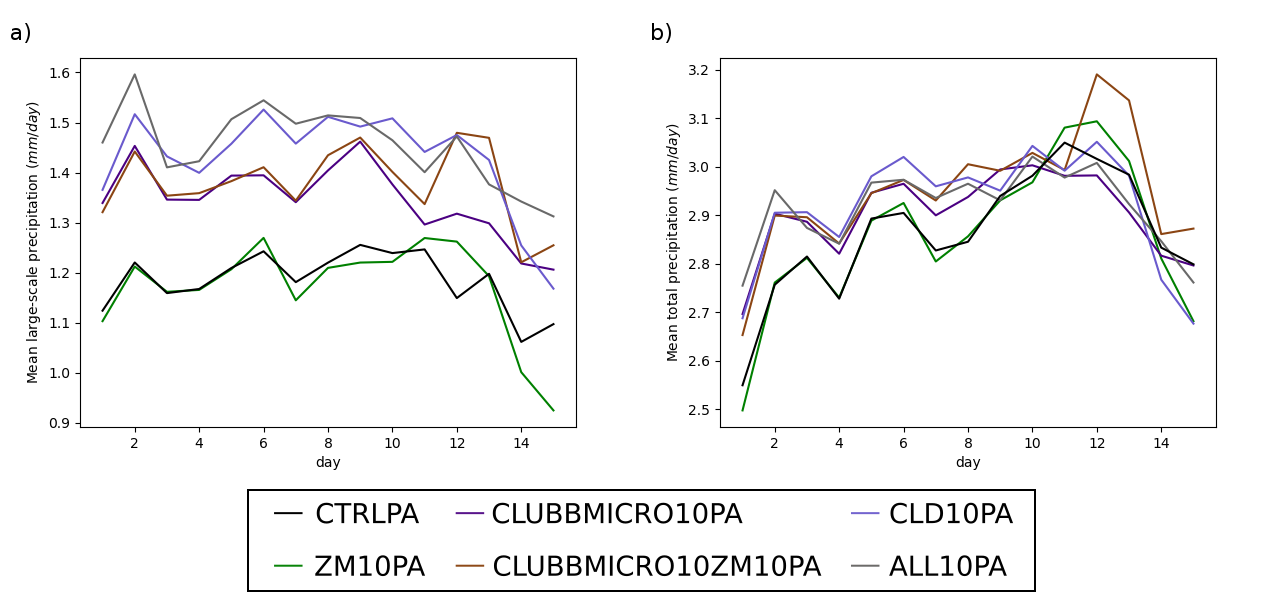 a)
Mean large-scale precipitation (mm/day)
1.6
1.5
1.4
1.3
1.2
1.1
1.0
0.9
2 4 6 8 10 12 14
day
b)
Mean total precipitation (mm/day)
3.2
3.1
3.0
2.9
2.8
2.7
2.6
2.5
2 4 6 8 10 12 14
day
CTRLPA CLUBBMICRO10PA CLD10PA
ZM10PA CLUBBMICRO10ZM10PA ALL10PA